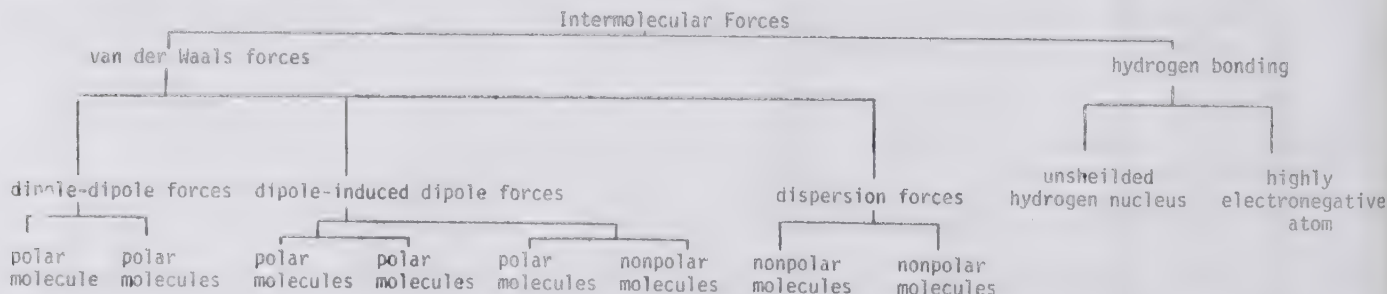 Intermolecular Forces
van der Waals forces
hydrogen bonding
dipole-dipole forces
dipole-induced dipole forces
dispersion forces
unsheilded
hydrogen nucleus
highly
electronegative
atom
polar
molecule
polar
molecules
polar
molecules
polar
molecules
polar
molecules
nonpolar
molecules
nonpolar
molecules
nonpolar
molecules